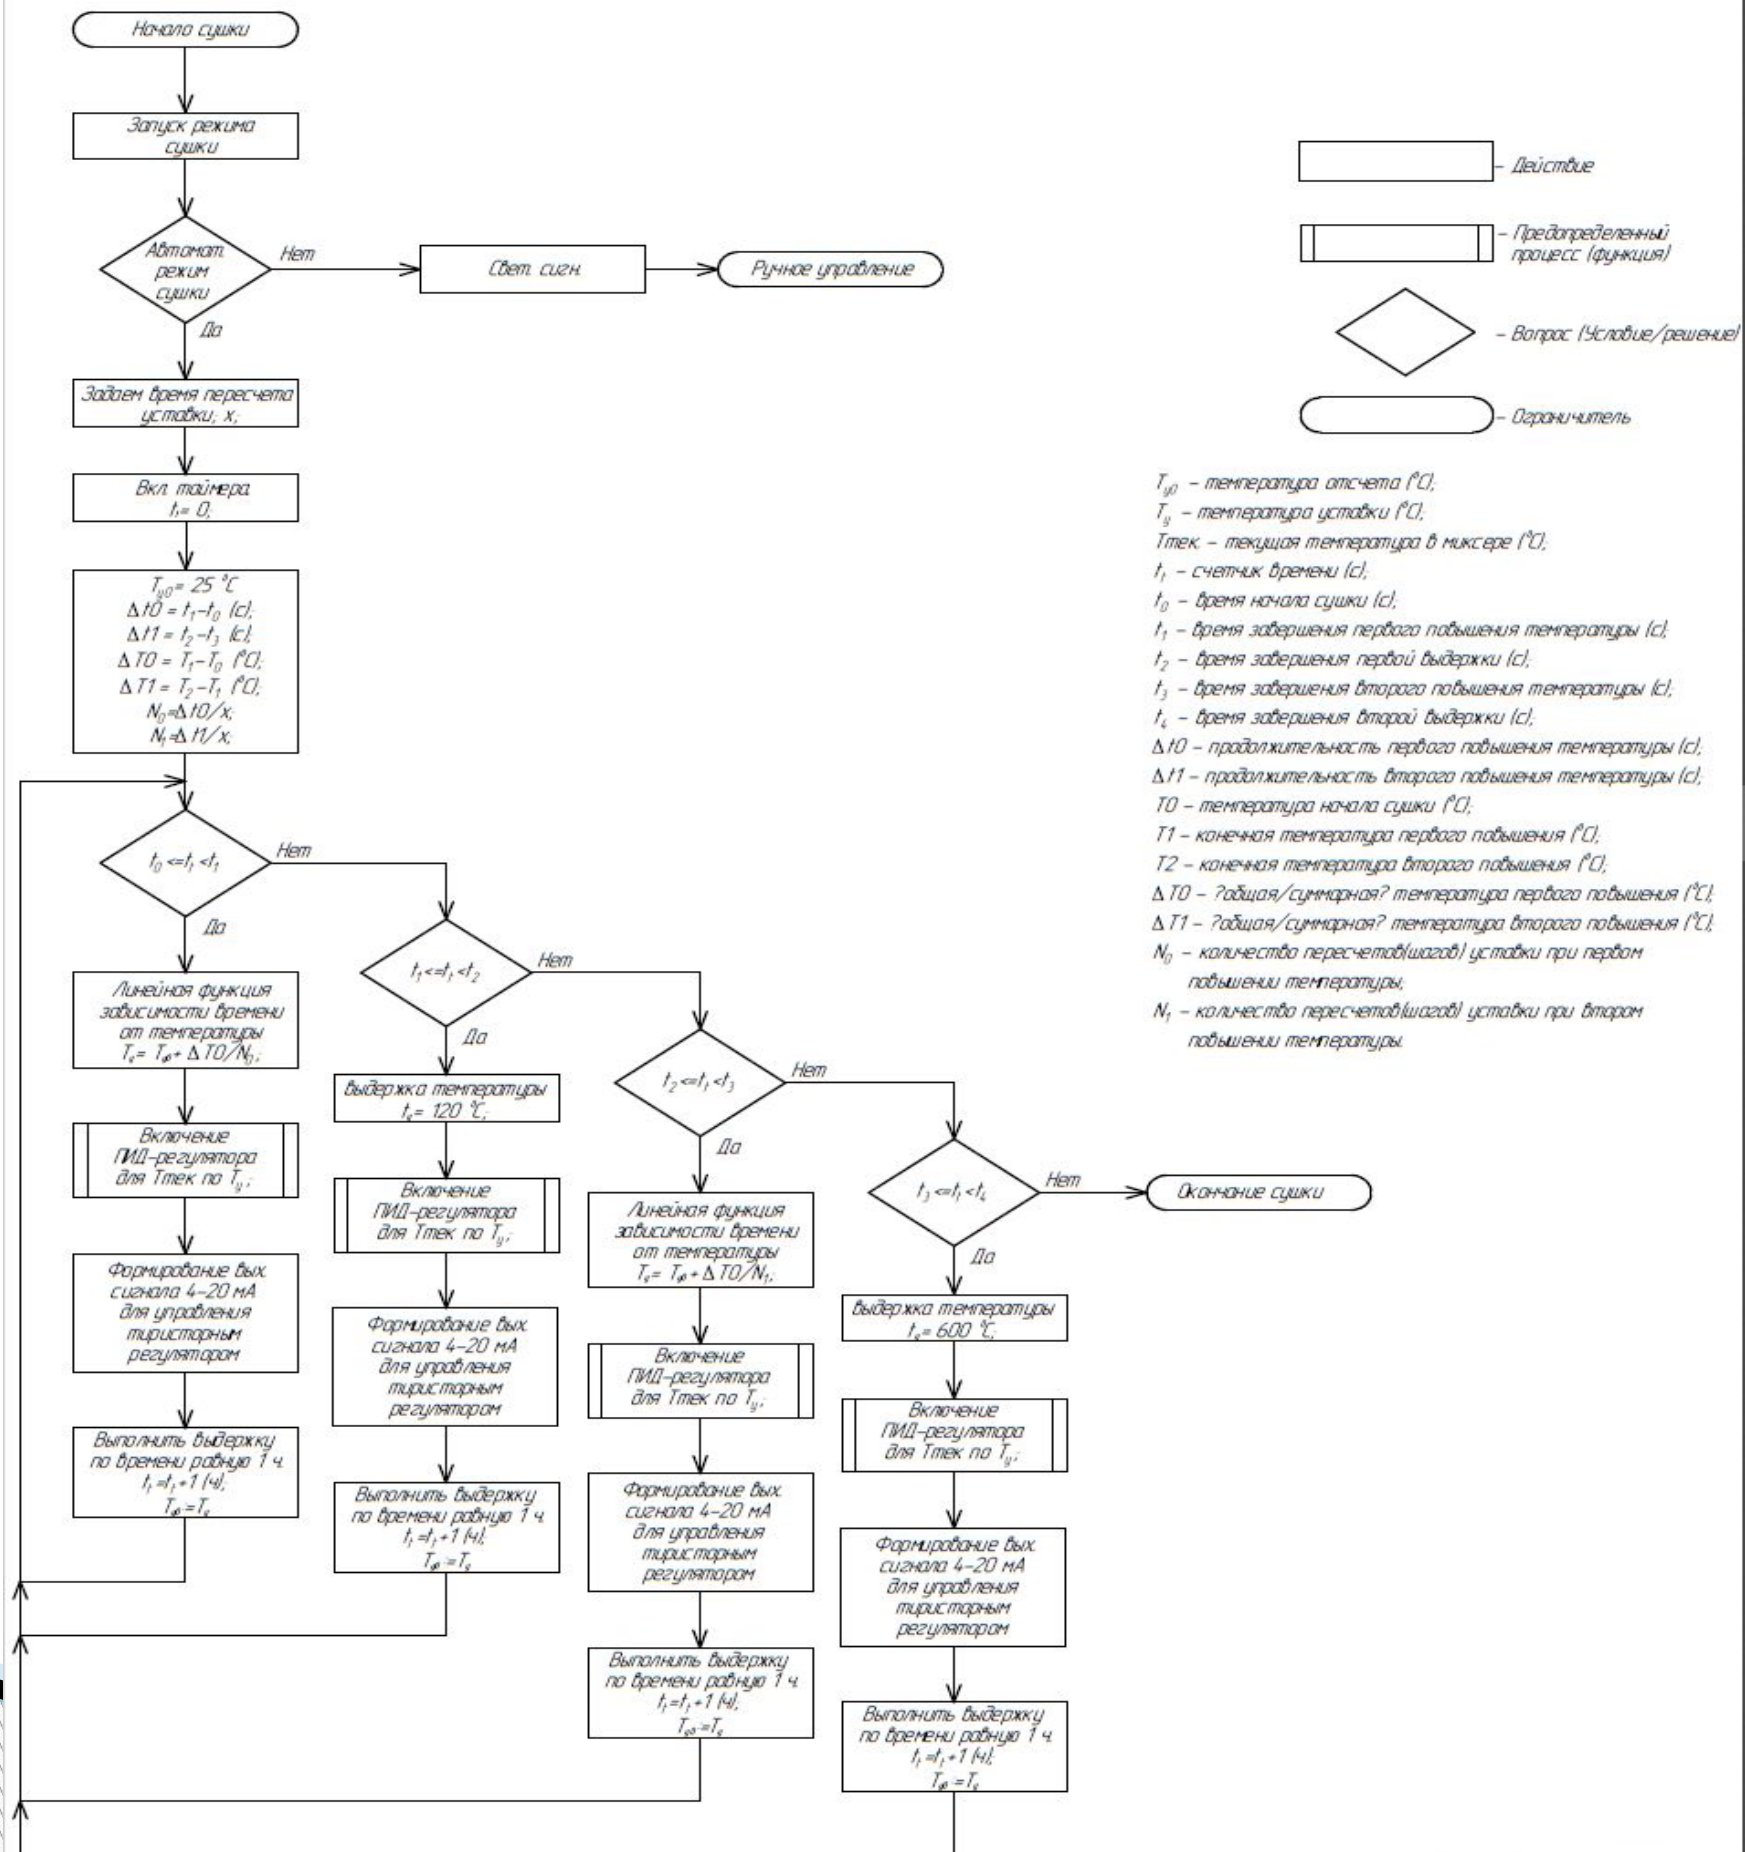 Начало сушки
Запуск режима
сушки
Автомат.
режим
сушки
Нет
Свет. сигн.
Ручное управление
Да
Задаем время пересчета
уставки, x;
Вкл. таймера
tₜ= 0;
Tу0= 25 °C
Δt0 = t₁-t₀ (с);
Δt1 = t₂-t₃ (с);
ΔT0 = T₁-T₀ (°C);
ΔT1 = T₂-T₁ (°C);
N₀=Δt0/x;
N₁=Δt1/x;
t₀ <=tₜ <t₁
Нет
Да
Линейная функция
зависимости времени
от температуры
Tу= Tу0+ ΔT0/N₀;
Включение
ПИД-регулятора
для Tтек по Tу;
Формирование вых.
сигнала 4-20 мА
для управления
тиристорным
регулятором
Выполнить выдержку
по времени равную 1 ч.
tₜ=tₜ+1 (ч);
Tу0:=Tу
t₁<=tₜ <t₂
Нет
Да
выдержка температуры
tу= 120 °C;
Включение
ПИД-регулятора
для Tтек по Tу;
Формирование вых.
сигнала 4-20 мА
для управления
тиристорным
регулятором
Выполнить выдержку
по времени равную 1 ч.
tₜ=tₜ+1 (ч);
Tу0:=Tу
t₂<=tₜ <t₃
Нет
Да
Линейная функция
зависимости времени
от температуры
Tу= Tу0+ ΔT0/N₁;
Включение
ПИД-регулятора
для Tтек по Tу;
Формирование вых.
сигнала 4-20 мА
для управления
тиристорным
регулятором
Выполнить выдержку
по времени равную 1 ч.
tₜ=tₜ+1 (ч);
Tу0:=Tу
t₃<=tₜ <t₄
Нет
Окончание сушки
Да
выдержка температуры
tу= 600 °C;
Включение
ПИД-регулятора
для Tтек по Tу;
Формирование вых.
сигнала 4-20 мА
для управления
тиристорным
регулятором
Выполнить выдержку
по времени равную 1 ч.
tₜ=tₜ+1 (ч);
Tу0:=Tу
- Действие
- Предопределенный
процесс (функция)
- Вопрос (Условие/решение)
- Ограничитель
Tу0 - температура отсчета (°C);
Tу - температура уставки (°C);
Tтек. - текущая температура в миксере (°C);
tₜ - счетчик времени (с);
t₀ - время начала сушки (с);
t₁ - время завершения первого повышения температуры (с);
t₂ - время завершения первой выдержки (с);
t₃ - время завершения второго повышения температуры (с);
t₄ - время завершения второй выдержки (с);
Δt0 - продолжительность первого повышения температуры (с);
Δt1 - продолжительность второго повышения температуры (с);
T0 - температура начала сушки (°C);
T1 - конечная температура первого повышения (°C);
T2 - конечная температура второго повышения (°C);
ΔT0 - ?общая/суммарная? температура первого повышения (°C);
ΔT1 - ?общая/суммарная? температура второго повышения (°C);
N₀ - количество пересчетов(шагов) уставки при первом
повышении температуры;
N₁ - количество пересчетов(шагов) уставки при втором
повышении температуры.